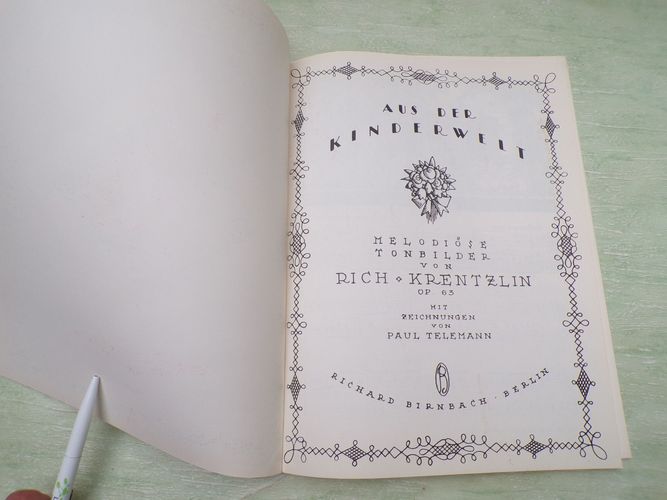 AUS DER
KINDERWELT
MELODIÖSE
TONBILDER
VON
RICH KRENTZLIN
OP 63
MIT
ZEICHNUNGEN
VON
PAUL TELEMANN
RICHARD BIRNBACH · BERLIN